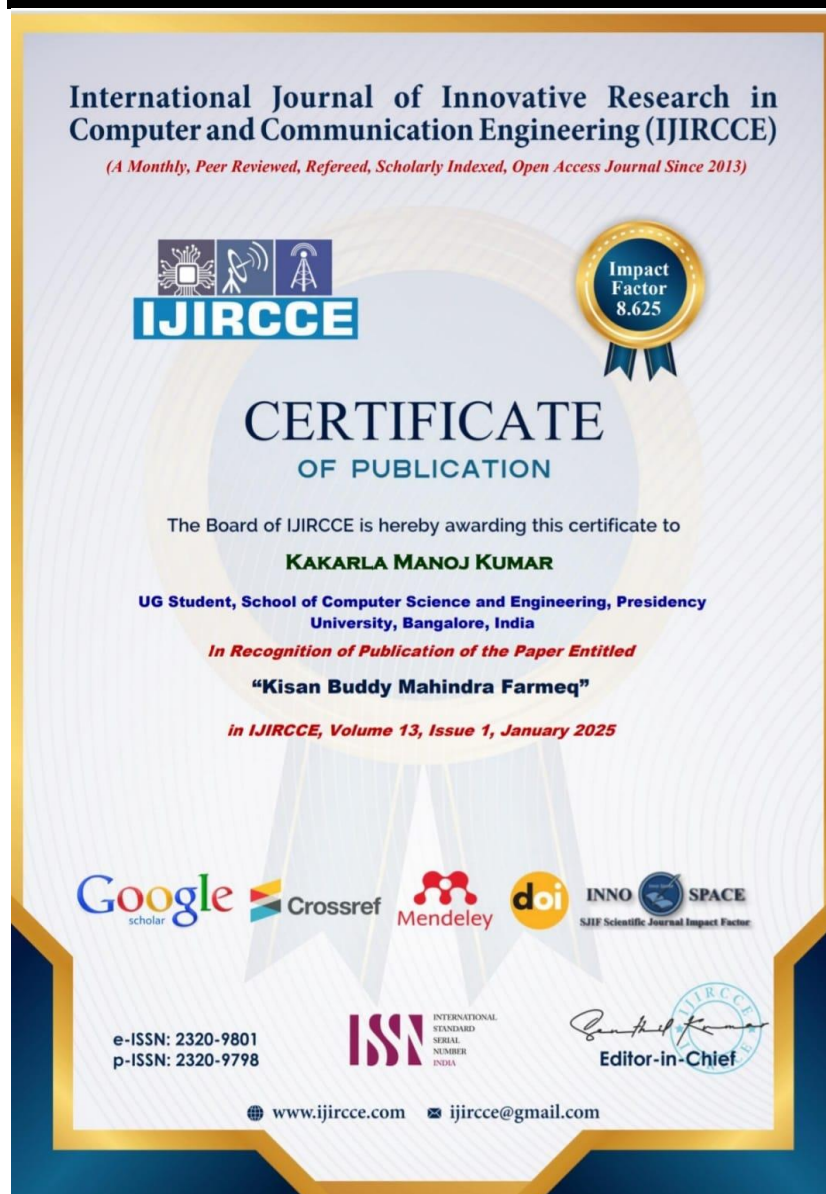 International Journal of Innovative Research in
Computer and Communication Engineering (IJIRCCE)
(A Monthly, Peer Reviewed, Refereed, Scholarly Indexed, Open Access Journal Since 2013)
IJIRCCE
Impact
Factor
8.625
CERTIFICATE
OF PUBLICATION
The Board of IJIRCCE is hereby awarding this certificate to
KAKARLA MANOJ KUMAR
UG Student, School of Computer Science and Engineering, Presidency
University, Bangalore, India
In Recognition of Publication of the Paper Entitled
“Kisan Buddy Mahindra Farmeq”
in IJIRCCE, Volume 13, Issue 1, January 2025
Google
scholar
Crossref
Mendeley
doi
INNO SPACE
SJIF Scientific Journal Impact Factor
e-ISSN: 2320-9801
p-ISSN: 2320-9798
ISSN
INTERNATIONAL
STANDARD
SERIAL
NUMBER
INDIA
Senthil Kumar
IJIRCCE
IJIRCCE
Editor-in-Chief
www.ijircce.com ijircce@gmail.com